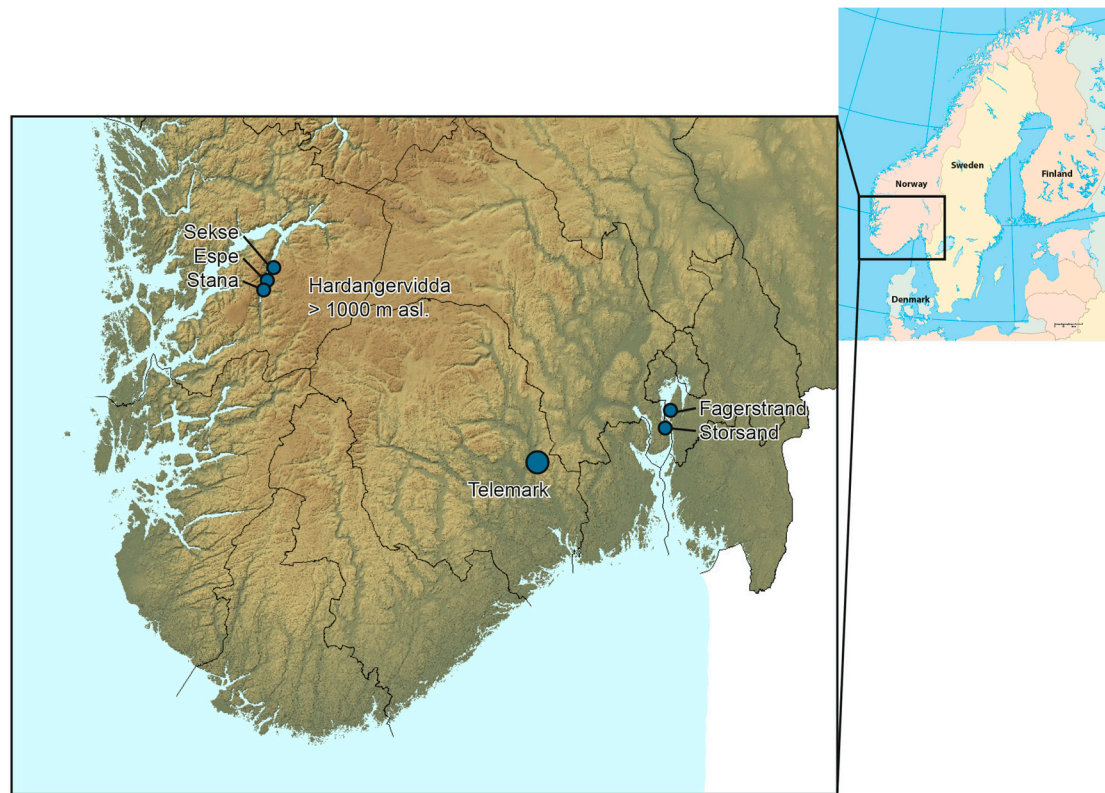 Sekse
Espe
Stana
Hardangervidda
> 1000 m asl.
Fagerstrand
Storsand
Telemark
Norway
Sweden
Finland
Denmark